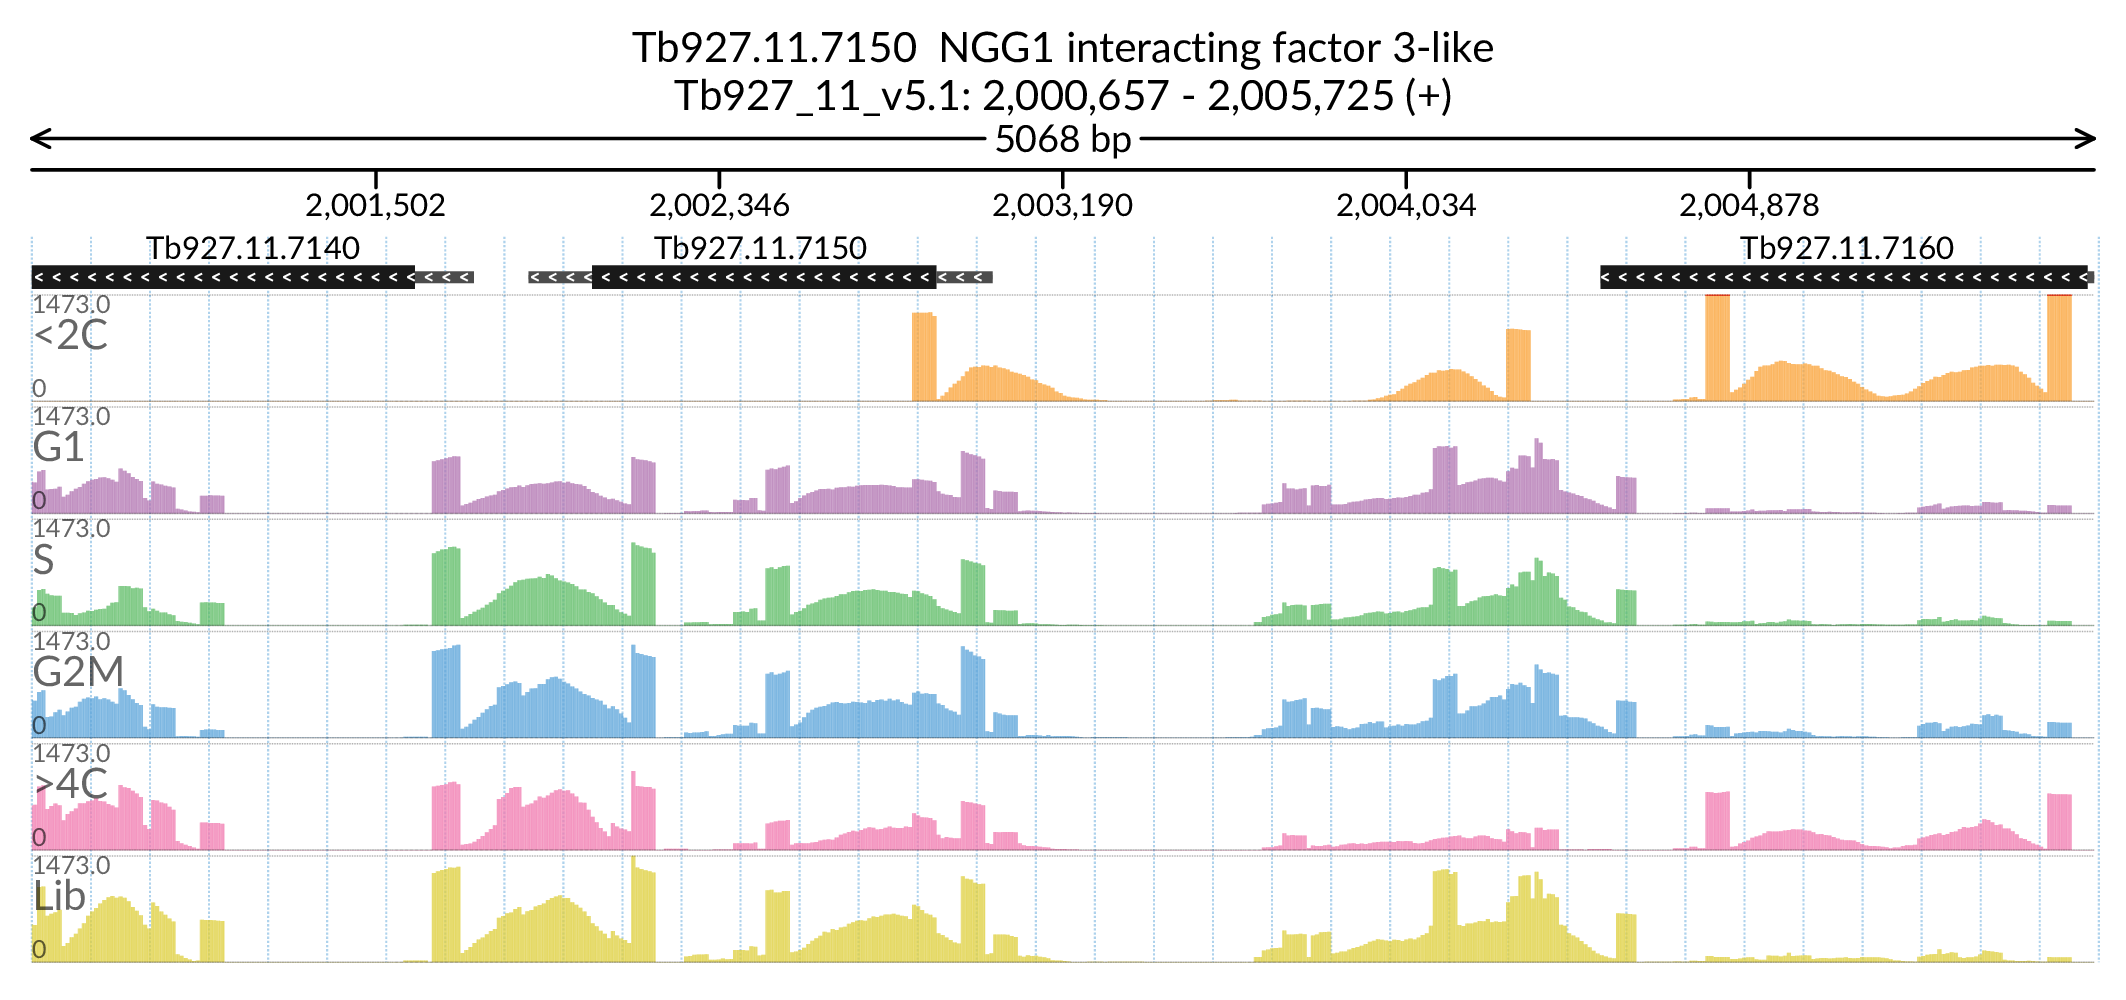 Tb927.11.7150  NGG1 interacting factor 3-like
Tb927_11_v5.1: 2,000,657 - 2,005,725 (+)
5068 bp
2,001,502 2,002,346 2,003,190 2,004,034 2,004,878
Tb927.11.7140 Tb927.11.7150 Tb927.11.7160
1473.0
<2C
0
1473.0
G1
0
1473.0
S
0
1473.0
G2M
0
1473.0
>4C
0
1473.0
Lib
0